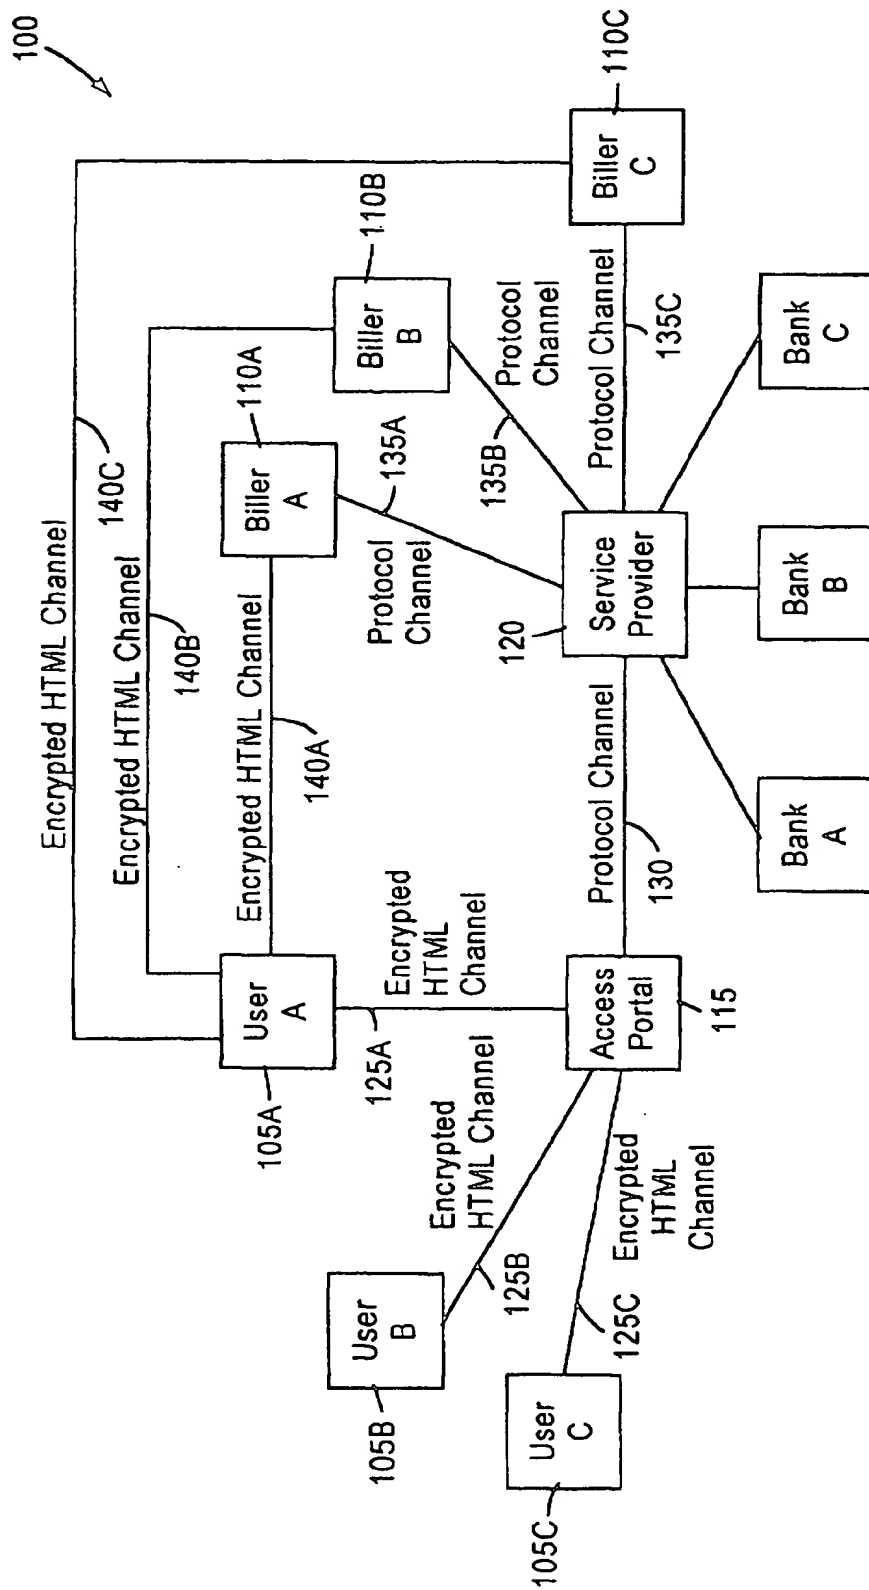 100
Encrypted HTML Channel
140C
Encrypted HTML Channel
140B
Encrypted HTML Channel
140A
User
A
105A
Biller
A
110A
Biller
B
110B
Biller
C
110C
Protocol
Channel
135A
Protocol
Channel
135B
Protocol Channel
135C
Encrypted
HTML
Channel
125A
User
B
105B
Encrypted
HTML Channel
125B
User
C
105C
Encrypted
HTML
Channel
125C
Access
Portal
115
Protocol Channel
130
Service
Provider
120
Bank
A
Bank
B
Bank
C